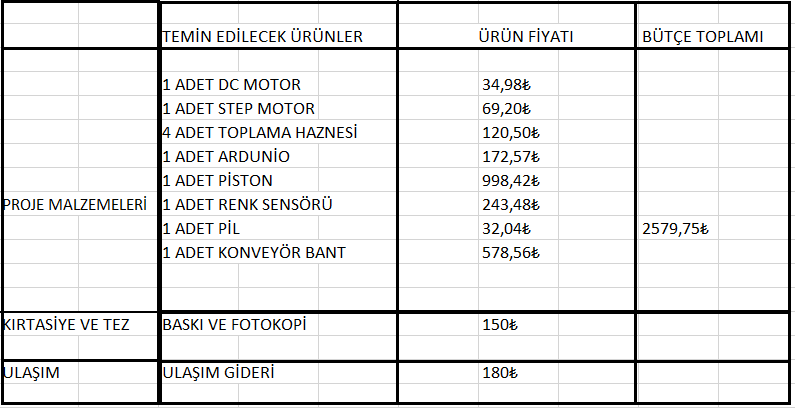 TEMİN EDİLECEK ÜRÜNLER ÜRÜN FİYATI BÜTÇE TOPLAMI
1 ADET DC MOTOR 34,98₺
1 ADET STEP MOTOR 69,20₺
4 ADET TOPLAMA HAZNESİ 120,50₺
1 ADET ARDUNİO 172,57₺
1 ADET PİSTON 998,42₺
PROJE MALZEMELERİ 1 ADET RENK SENSÖRÜ 243,48₺
1 ADET PİL 32,04₺ 2579,75₺
1 ADET KONVEYÖR BANT 578,56₺
KIRTASİYE VE TEZ BASKI VE FOTOKOPİ 150₺
ULAŞIM ULAŞIM GİDERİ 180₺